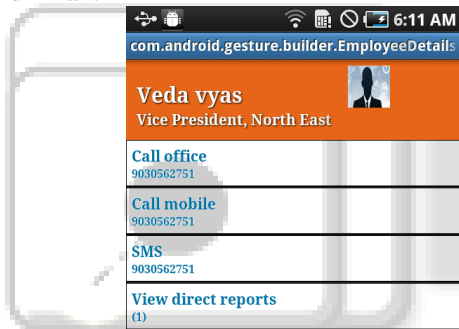 6:11 AM
com.android.gesture.builder.EmployeeDetails
Veda vyas
Vice President, North East
Call office
9030562751
Call mobile
9030562751
SMS
9030562751
View direct reports
(1)